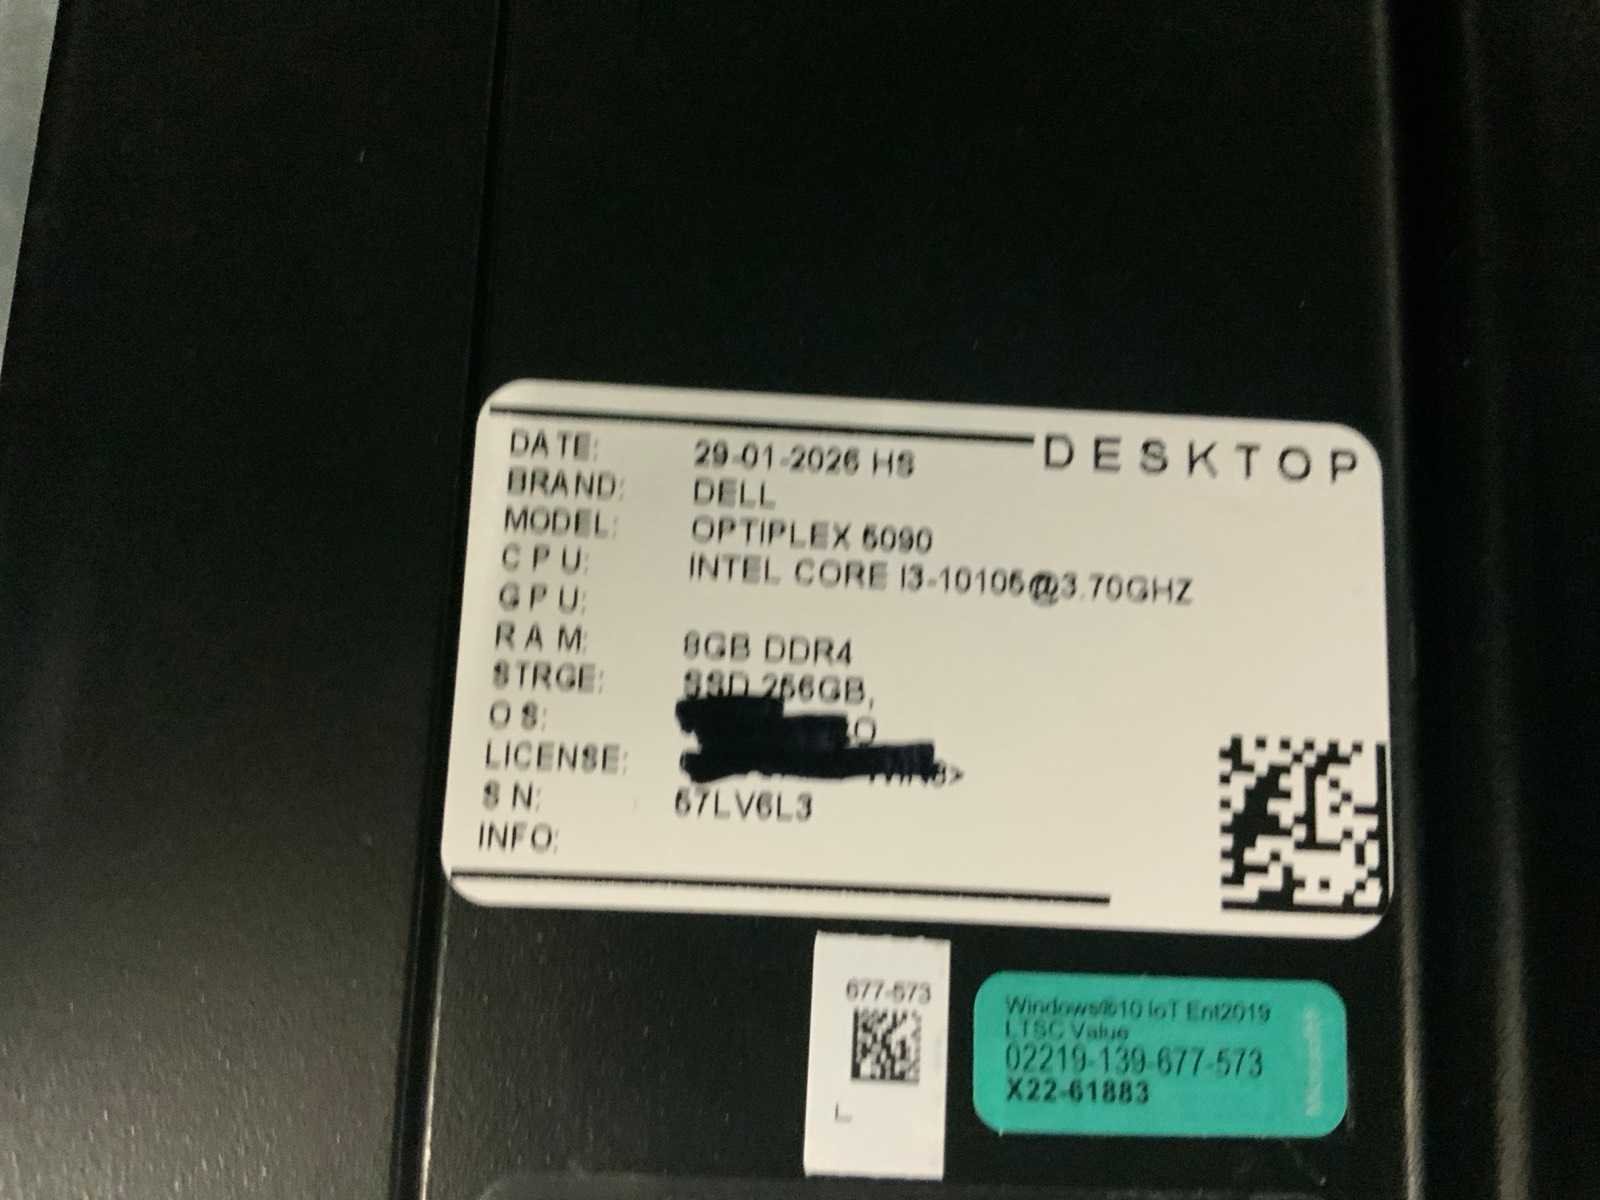 DESKTOP
DATE: 29-01-2026 HS
BRAND: DELL
MODEL: OPTIPLEX 5090
CPU: INTEL CORE I3-10105@3.70GHZ
GPU:
RAM: 8GB DDR4
STRGE: SSD 256GB,
OS: O
LICENSE:
SN:
INFO:
677-573
L
Windows®10 IoT Ent2019
LTSC Value
02219-139-677-573
X22-61883
Microsoft